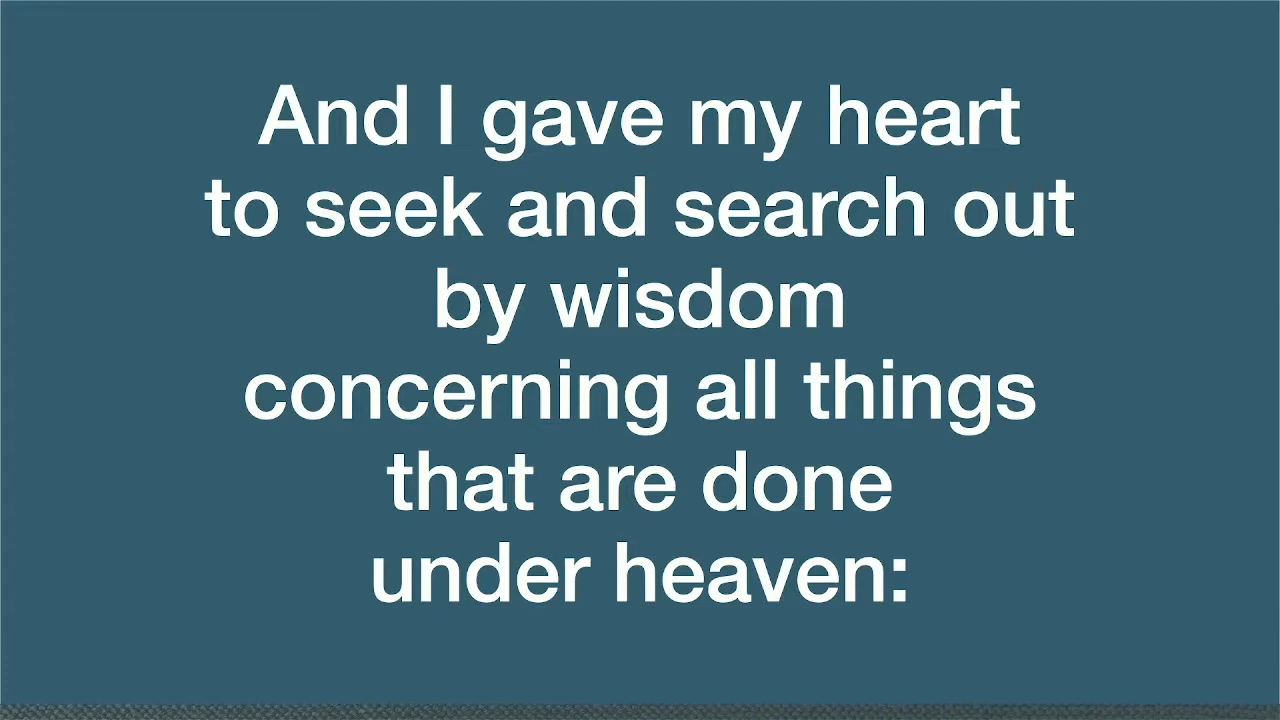 And I gave my heart
to seek and search out
by wisdom
concerning all things
that are done
under heaven: